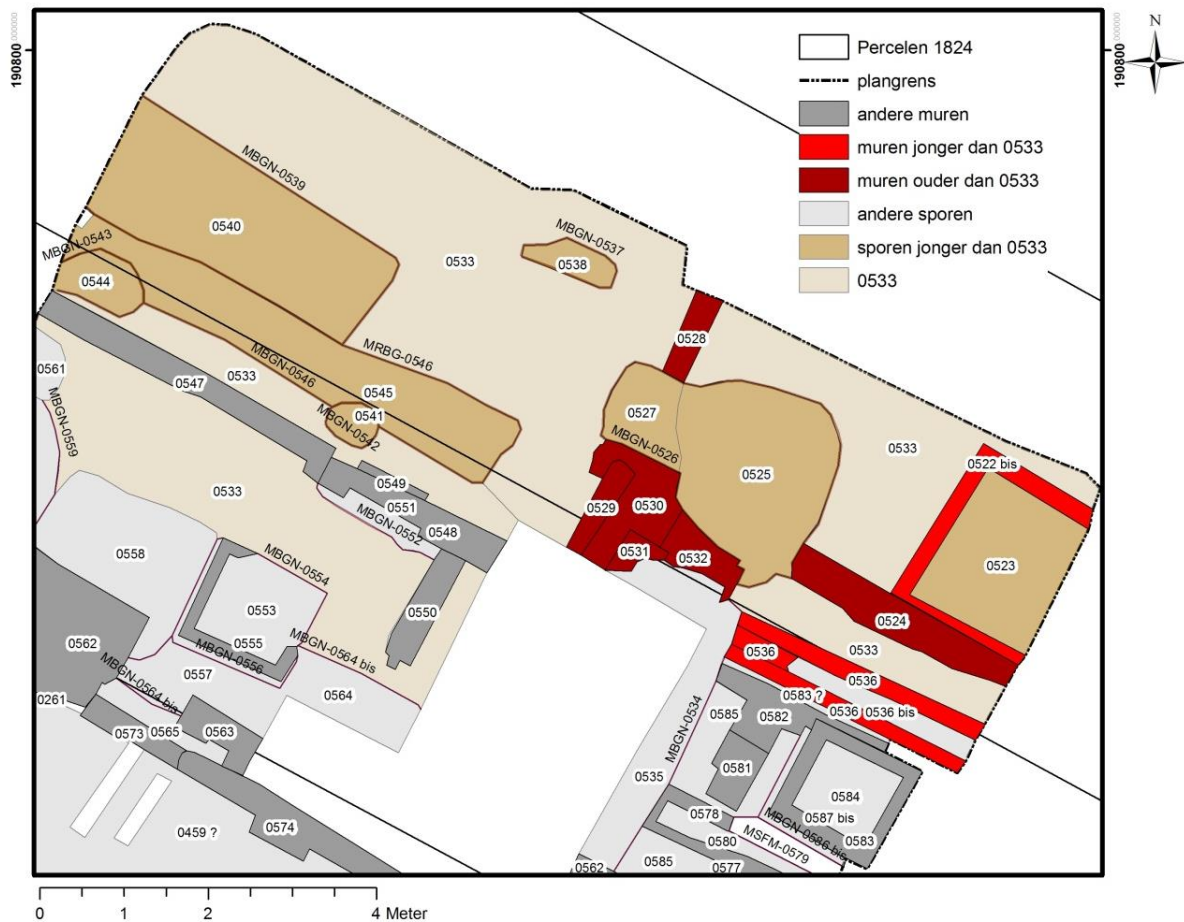 190800,000000
190800,000000
N
Percelen 1824
plangrens
andere muren
muren jonger dan 0533
muren ouder dan 0533
andere sporen
sporen jonger dan 0533
0533
MBGN-0539
0540
0533
MBGN-0537
0538
MBGN-0543
0544
0528
MRBG-0546
0561
0547
0533
MBGN-0546
0545
0541
MBGN-0542
0527
MBGN-0526
0525
0533
0522 bis
MBGN-0559
0533
0549
0551
MBGN-0552
0548
0529
0530
0531
0532
0523
0558
MBGN-0554
0553
0555
MBGN-0556
0550
0524
0533
0562
0557
MBGN-0564 bis
0564
MBGN-0564 bis
0536
0536
0583 ?
0536
0536 bis
0261
0573
0565
0563
MBGN-0534
0585
0582
0581
0535
0584
0587 bis
0583
MBGN-0586 bis
0459 ?
0574
0578
0580
MSFM-0579
0562
0585
0577
0 1 2 4 Meter